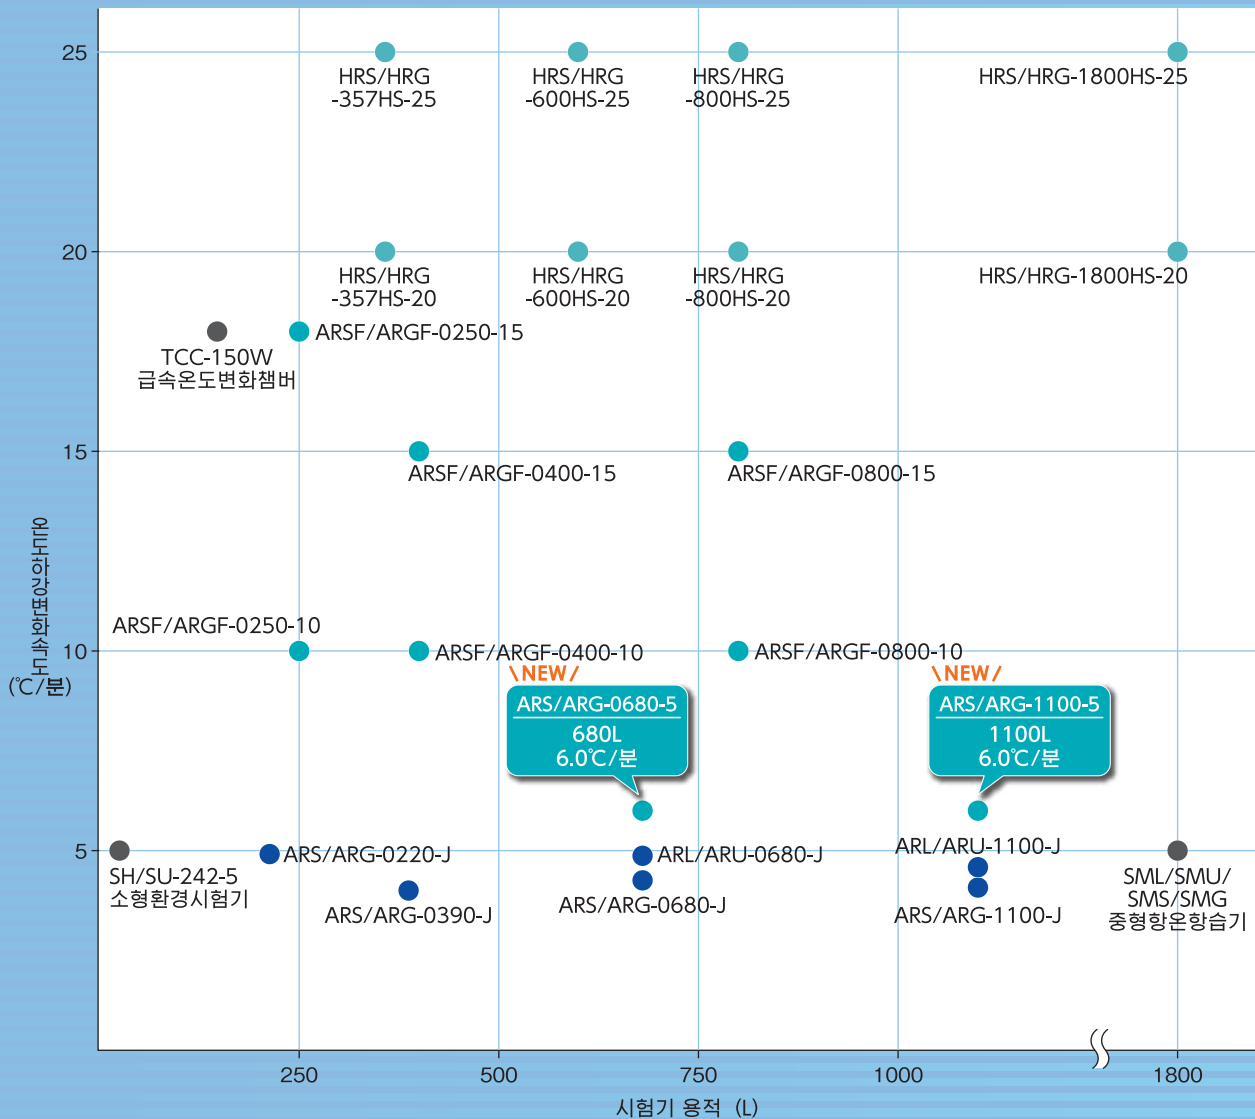 25
HRS/HRG
-357HS-25
HRS/HRG
-600HS-25
HRS/HRG
-800HS-25
HRS/HRG-1800HS-25
20
HRS/HRG
-357HS-20
HRS/HRG
-600HS-20
HRS/HRG
-800HS-20
HRS/HRG-1800HS-20
TCC-150W
급속온도변화챔버
ARSF/ARGF-0250-15
15
ARSF/ARGF-0400-15
ARSF/ARGF-0800-15
온도하강변화속도
(℃/분)
ARSF/ARGF-0250-10
10
ARSF/ARGF-0400-10
ARSF/ARGF-0800-10
\NEW/
ARS/ARG-0680-5
680L
6.0℃/분
\NEW/
ARS/ARG-1100-5
1100L
6.0℃/분
5
SH/SU-242-5
소형환경시험기
ARS/ARG-0220-J
ARS/ARG-0390-J
ARL/ARU-0680-J
ARS/ARG-0680-J
ARL/ARU-1100-J
ARS/ARG-1100-J
SML/SMU/
SMS/SMG
중형항온항습기
250
500
750
1000
1800
시험기 용적 (L)